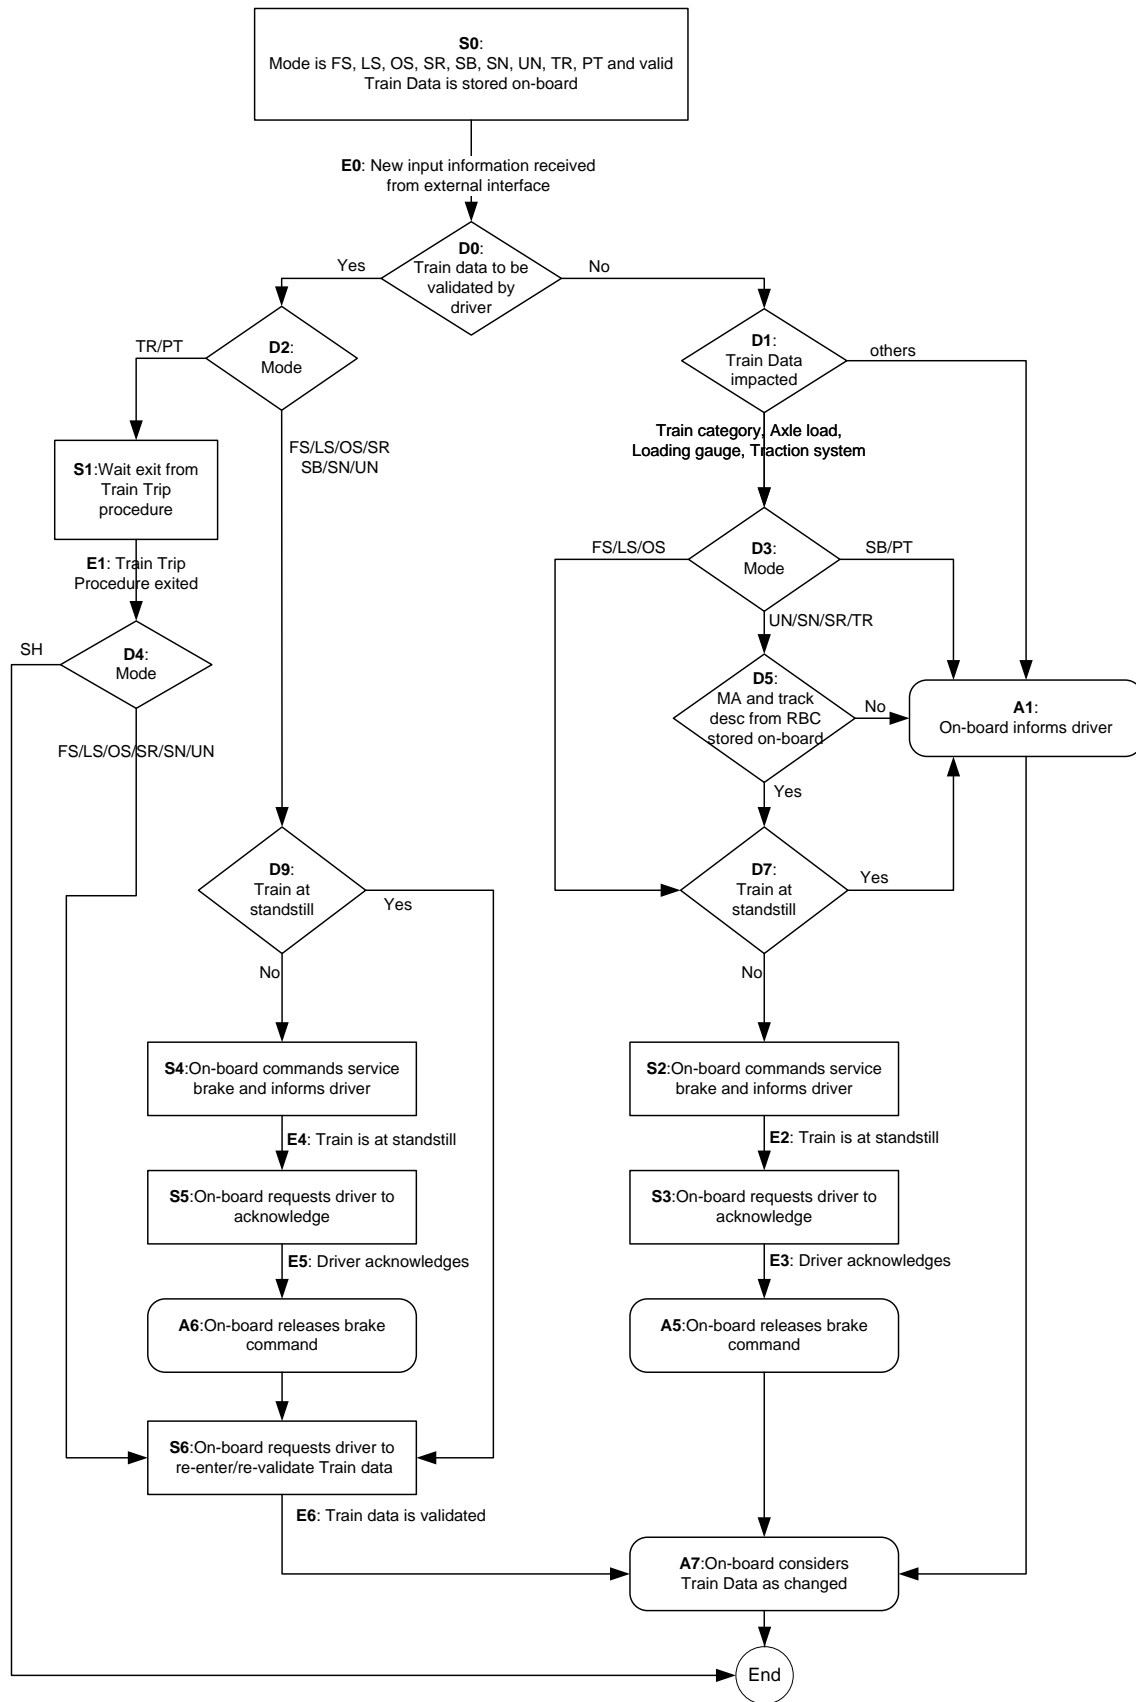 S0:
Mode is FS, LS, OS, SR, SB, SN, UN, TR, PT and valid
Train Data is stored on-board
E0: New input information received
from external interface
D0:
Train data to be
validated by
driver
Yes
No
D2:
Mode
TR/PT
D1:
Train Data
impacted
others
FS/LS/OS/SR
SB/SN/UN
Train category, Axle load,
Loading gauge, Traction system
S1:Wait exit from
Train Trip
procedure
E1: Train Trip
Procedure exited
D3:
Mode
FS/LS/OS
SB/PT
UN/SN/SR/TR
SH
D4:
Mode
D5:
MA and track
desc from RBC
stored on-board
No
A1:
On-board informs driver
FS/LS/OS/SR/SN/UN
Yes
D9:
Train at
standstill
Yes
No
D7:
Train at
standstill
Yes
No
S4:On-board commands service
brake and informs driver
S2:On-board commands service
brake and informs driver
E4: Train is at standstill
E2: Train is at standstill
S5:On-board requests driver to
acknowledge
S3:On-board requests driver to
acknowledge
E5: Driver acknowledges
E3: Driver acknowledges
A6:On-board releases brake
command
A5:On-board releases brake
command
S6:On-board requests driver to
re-enter/re-validate Train data
E6: Train data is validated
A7:On-board considers
Train Data as changed
End